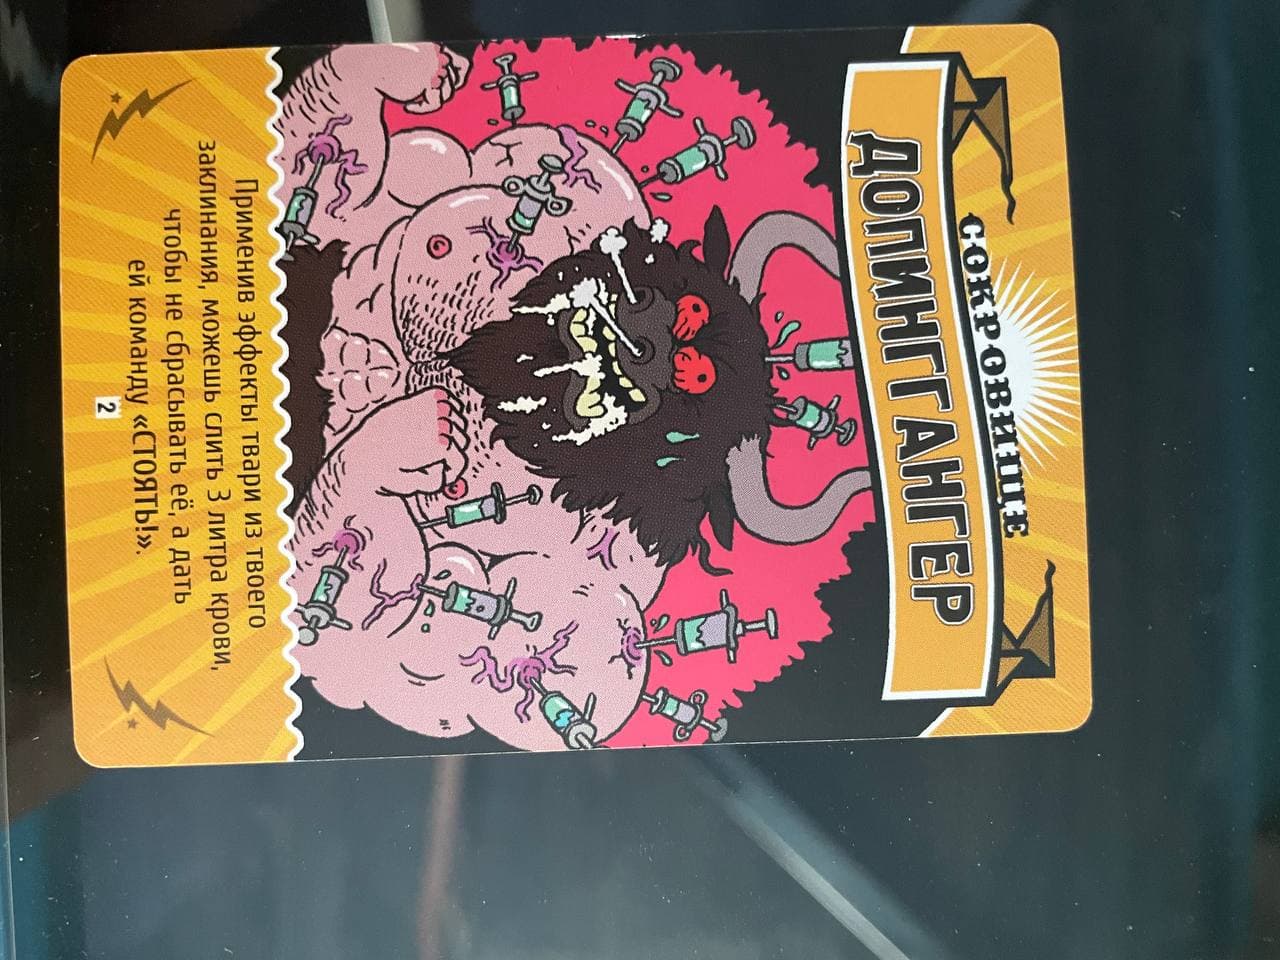 СОКРОВИЩЕ
ДОПИНГГАНГЕР
Применив эффекты твари из твоего
заклинания, можешь слить 3 литра крови,
чтобы не сбрасывать её, а дать
ей команду «СТОЯТЬ!».
2